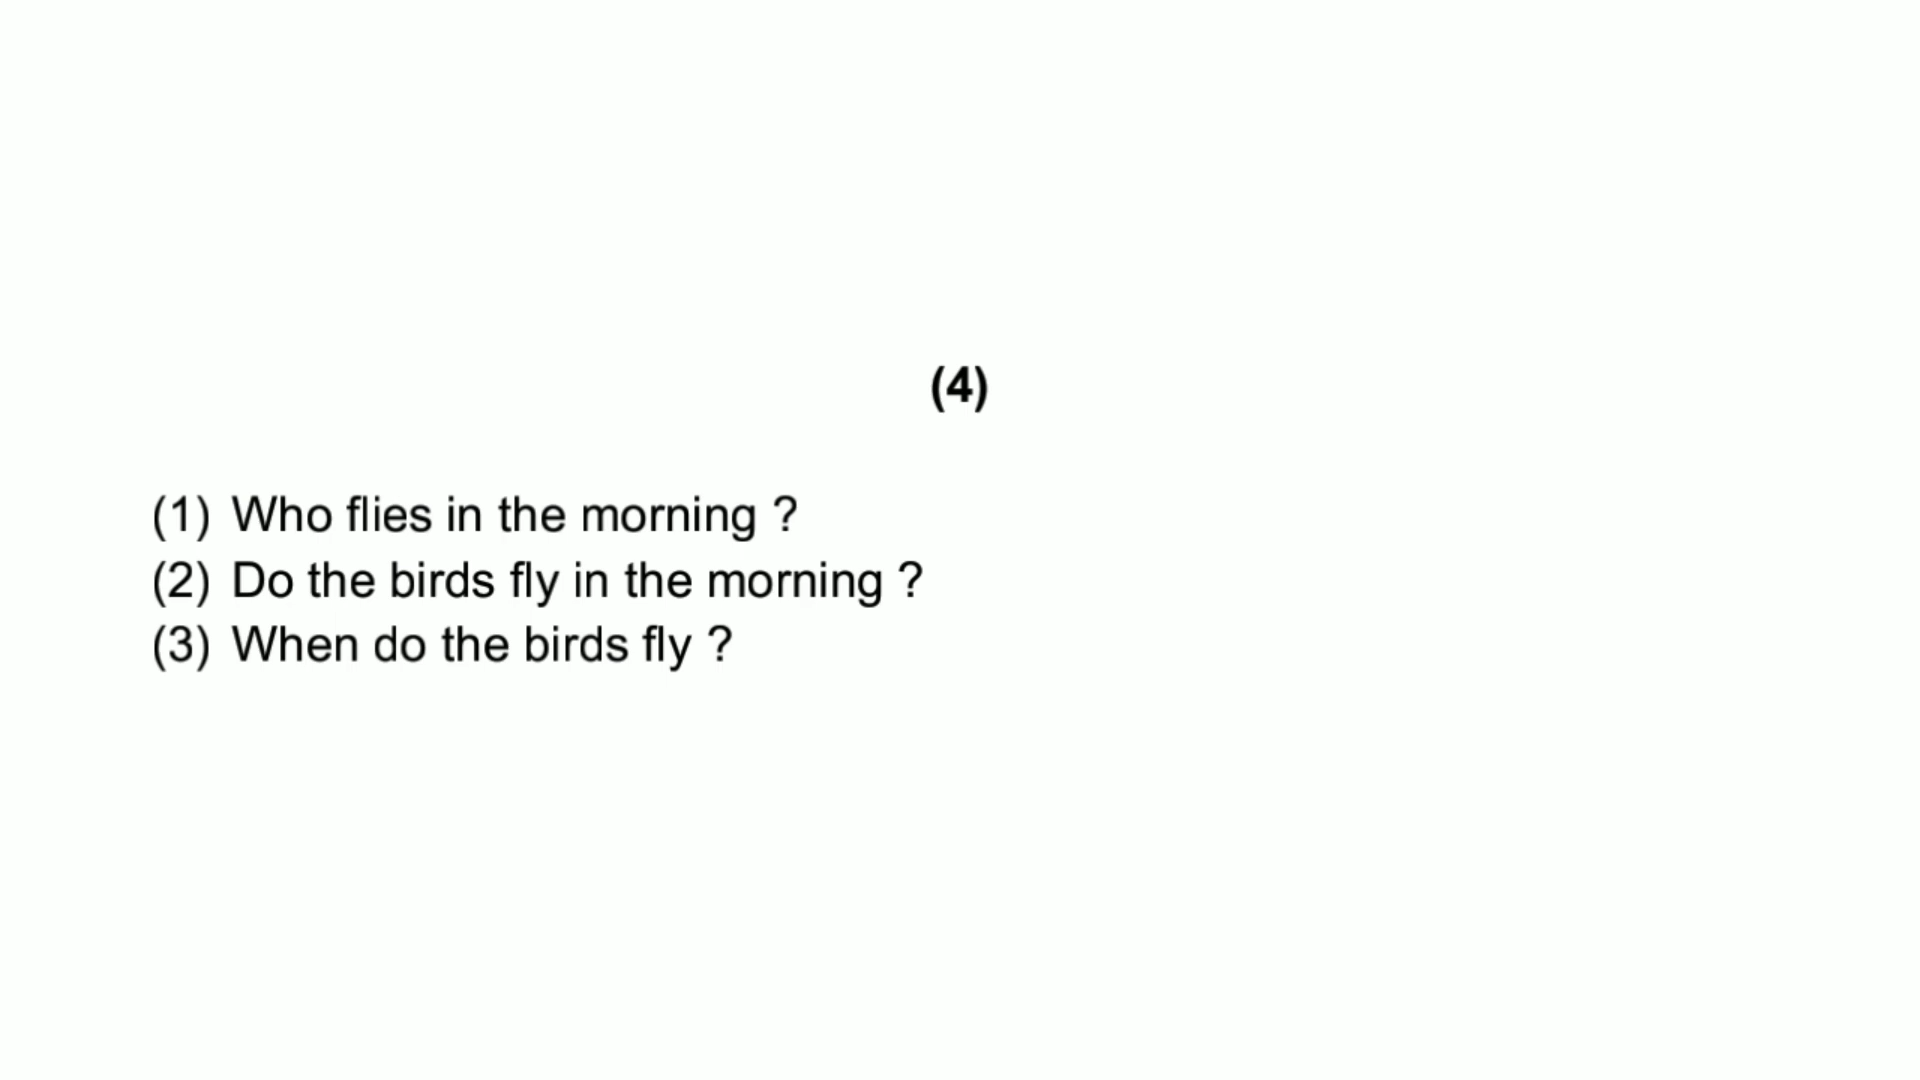 (4)
(1) Who flies in the morning ?
(2) Do the birds fly in the morning ?
(3) When do the birds fly ?